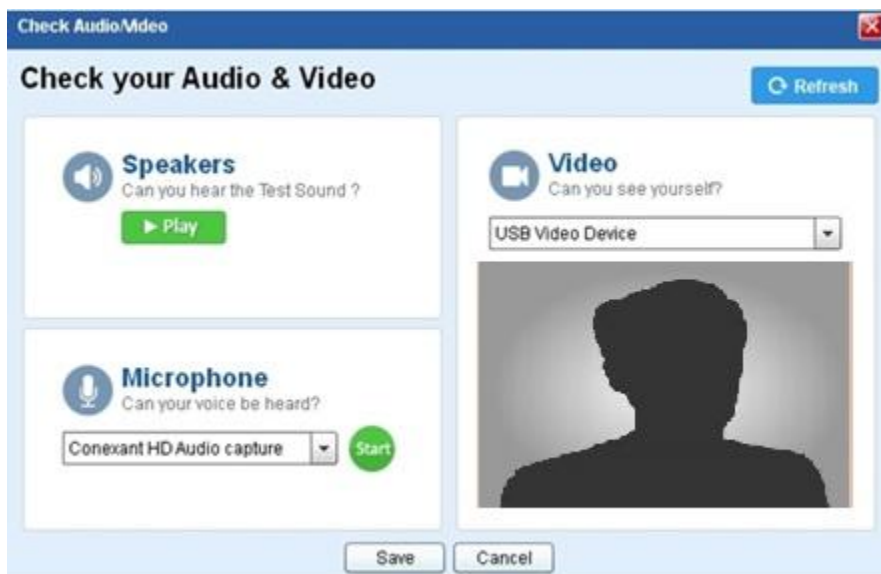 Check Audio/Video
Check your Audio & Video
Refresh
Speakers
Can you hear the Test Sound ?
Play
Microphone
Can your voice be heard?
Conexant HD Audio capture
Start
Video
Can you see yourself?
USB Video Device
Save
Cancel